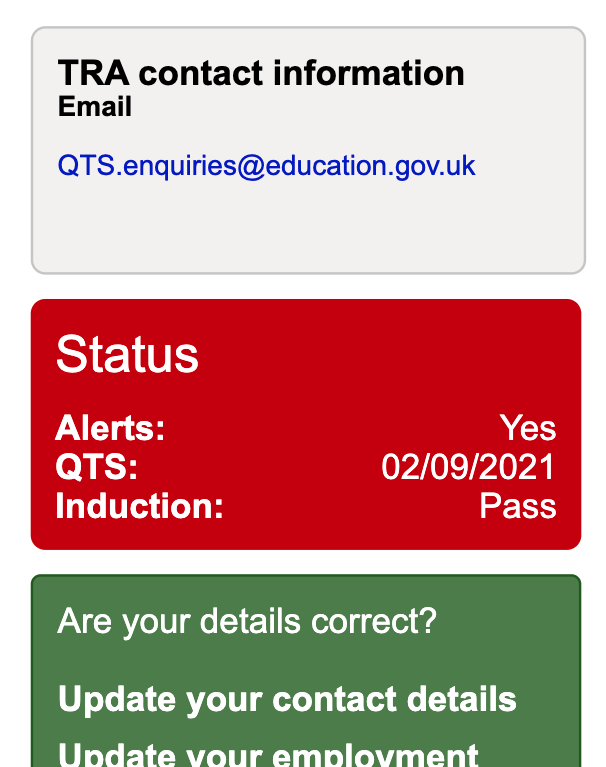 TRA contact information
Email
QTS.enquiries@education.gov.uk
Status
Alerts: Yes
QTS: 02/09/2021
Induction: Pass
Are your details correct?
Update your contact details
Update your employment